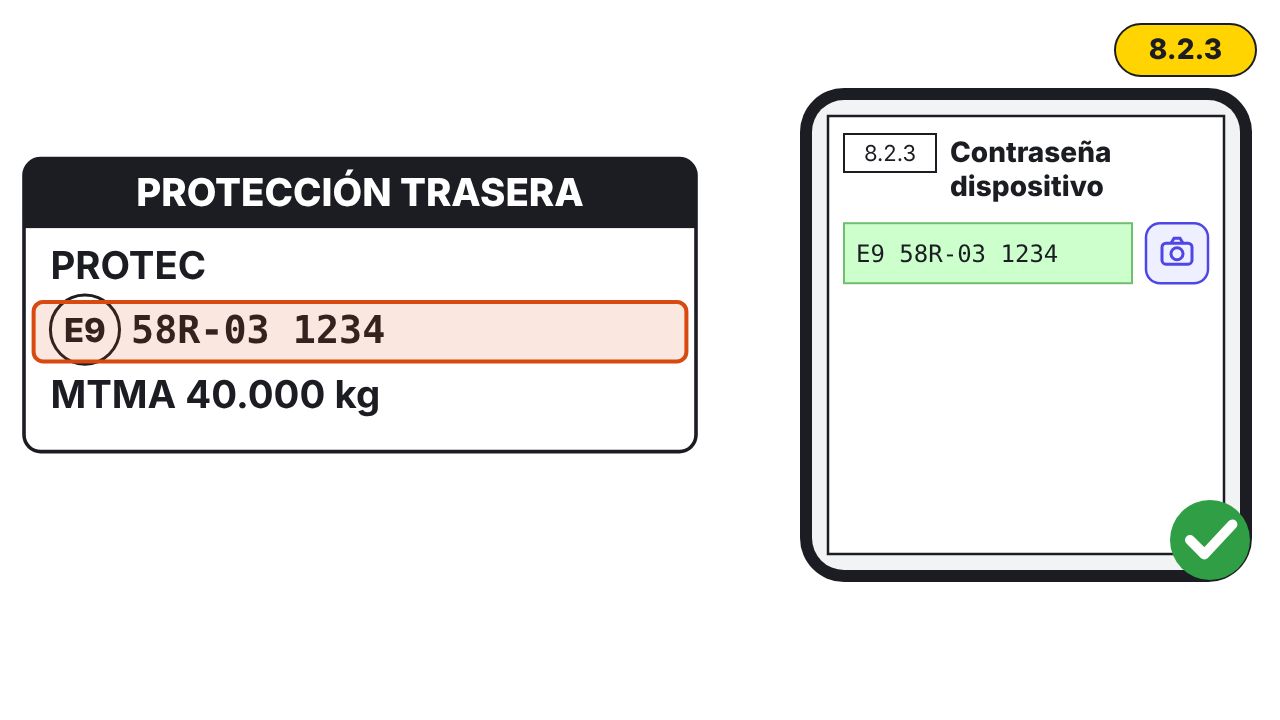 8.2.3
PROTECCIÓN TRASERA
PROTEC
E9 58R-03 1234
MTMA 40.000 kg
8.2.3 Contraseña
dispositivo
E9 58R-03 1234